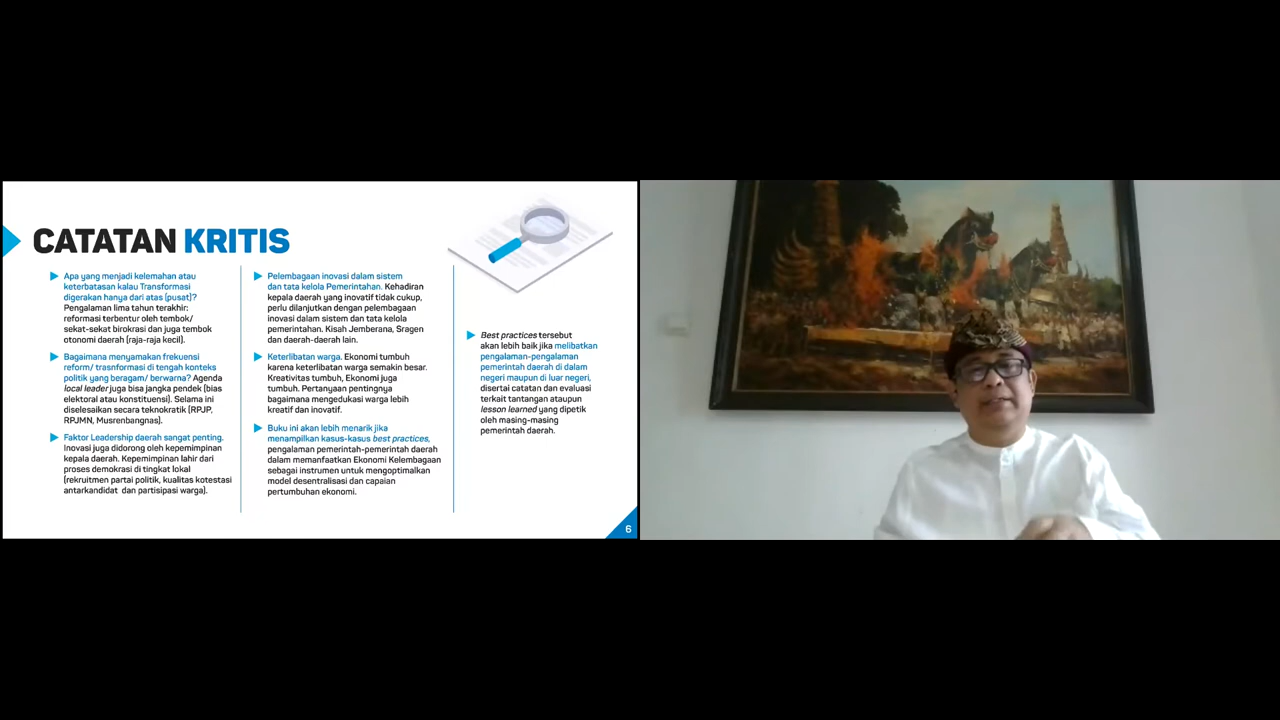 CATATAN KRITIS
Apa yang menjadi kelemahan atau
keterbatasan kalau Transformasi
digerakan hanya dari atas (pusat)?
Pengalaman lima tahun terakhir:
reformasi terbentur oleh tembok/
sekat-sekat birokrasi dan juga tembok
otonomi daerah (raja-raja kecil).
Bagaimana menyamakan frekuensi
reform/ trasnformasi di tengah konteks
politik yang beragam/ berwarna? Agenda
local leader juga bisa jangka pendek (bias
elektoral atau konstituensi). Selama ini
diselesaikan secara teknokratik (RPJP,
RPJMN, Musrenbangnas).
Faktor Leadership daerah sangat penting.
Inovasi juga didorong oleh kepemimpinan
kepala daerah. Kepemimpinan lahir dari
proses demokrasi di tingkat lokal
(rekruitmen partai politik, kualitas kotestasi
antarkandidat dan partisipasi warga).
Pelembagaan inovasi dalam sistem
dan tata kelola Pemerintahan. Kehadiran
kepala daerah yang inovatif tidak cukup,
perlu dilanjutkan dengan pelembagaan
inovasi dalam sistem dan tata kelola
pemerintahan. Kisah Jemberana, Sragen
dan daerah-daerah lain.
Keterlibatan warga. Ekonomi tumbuh
karena keterlibatan warga semakin besar.
Kreativitas tumbuh, Ekonomi juga
tumbuh. Pertanyaan pentingnya
bagaimana mengedukasi warga lebih
kreatif dan inovatif.
Buku ini akan lebih menarik jika
menampilkan kasus-kasus best practices,
pengalaman pemerintah-pemerintah daerah
dalam memanfaatkan Ekonomi Kelembagaan
sebagai instrumen untuk mengoptimalkan
model desentralisasi dan capaian
pertumbuhan ekonomi.
Best practices tersebut
akan lebih baik jika melibatkan
pengalaman-pengalaman
pemerintah daerah di dalam
negeri maupun di luar negeri,
disertai catatan dan evaluasi
terkait tantangan ataupun
lesson learned yang dipetik
oleh masing-masing
pemerintah daerah.
6